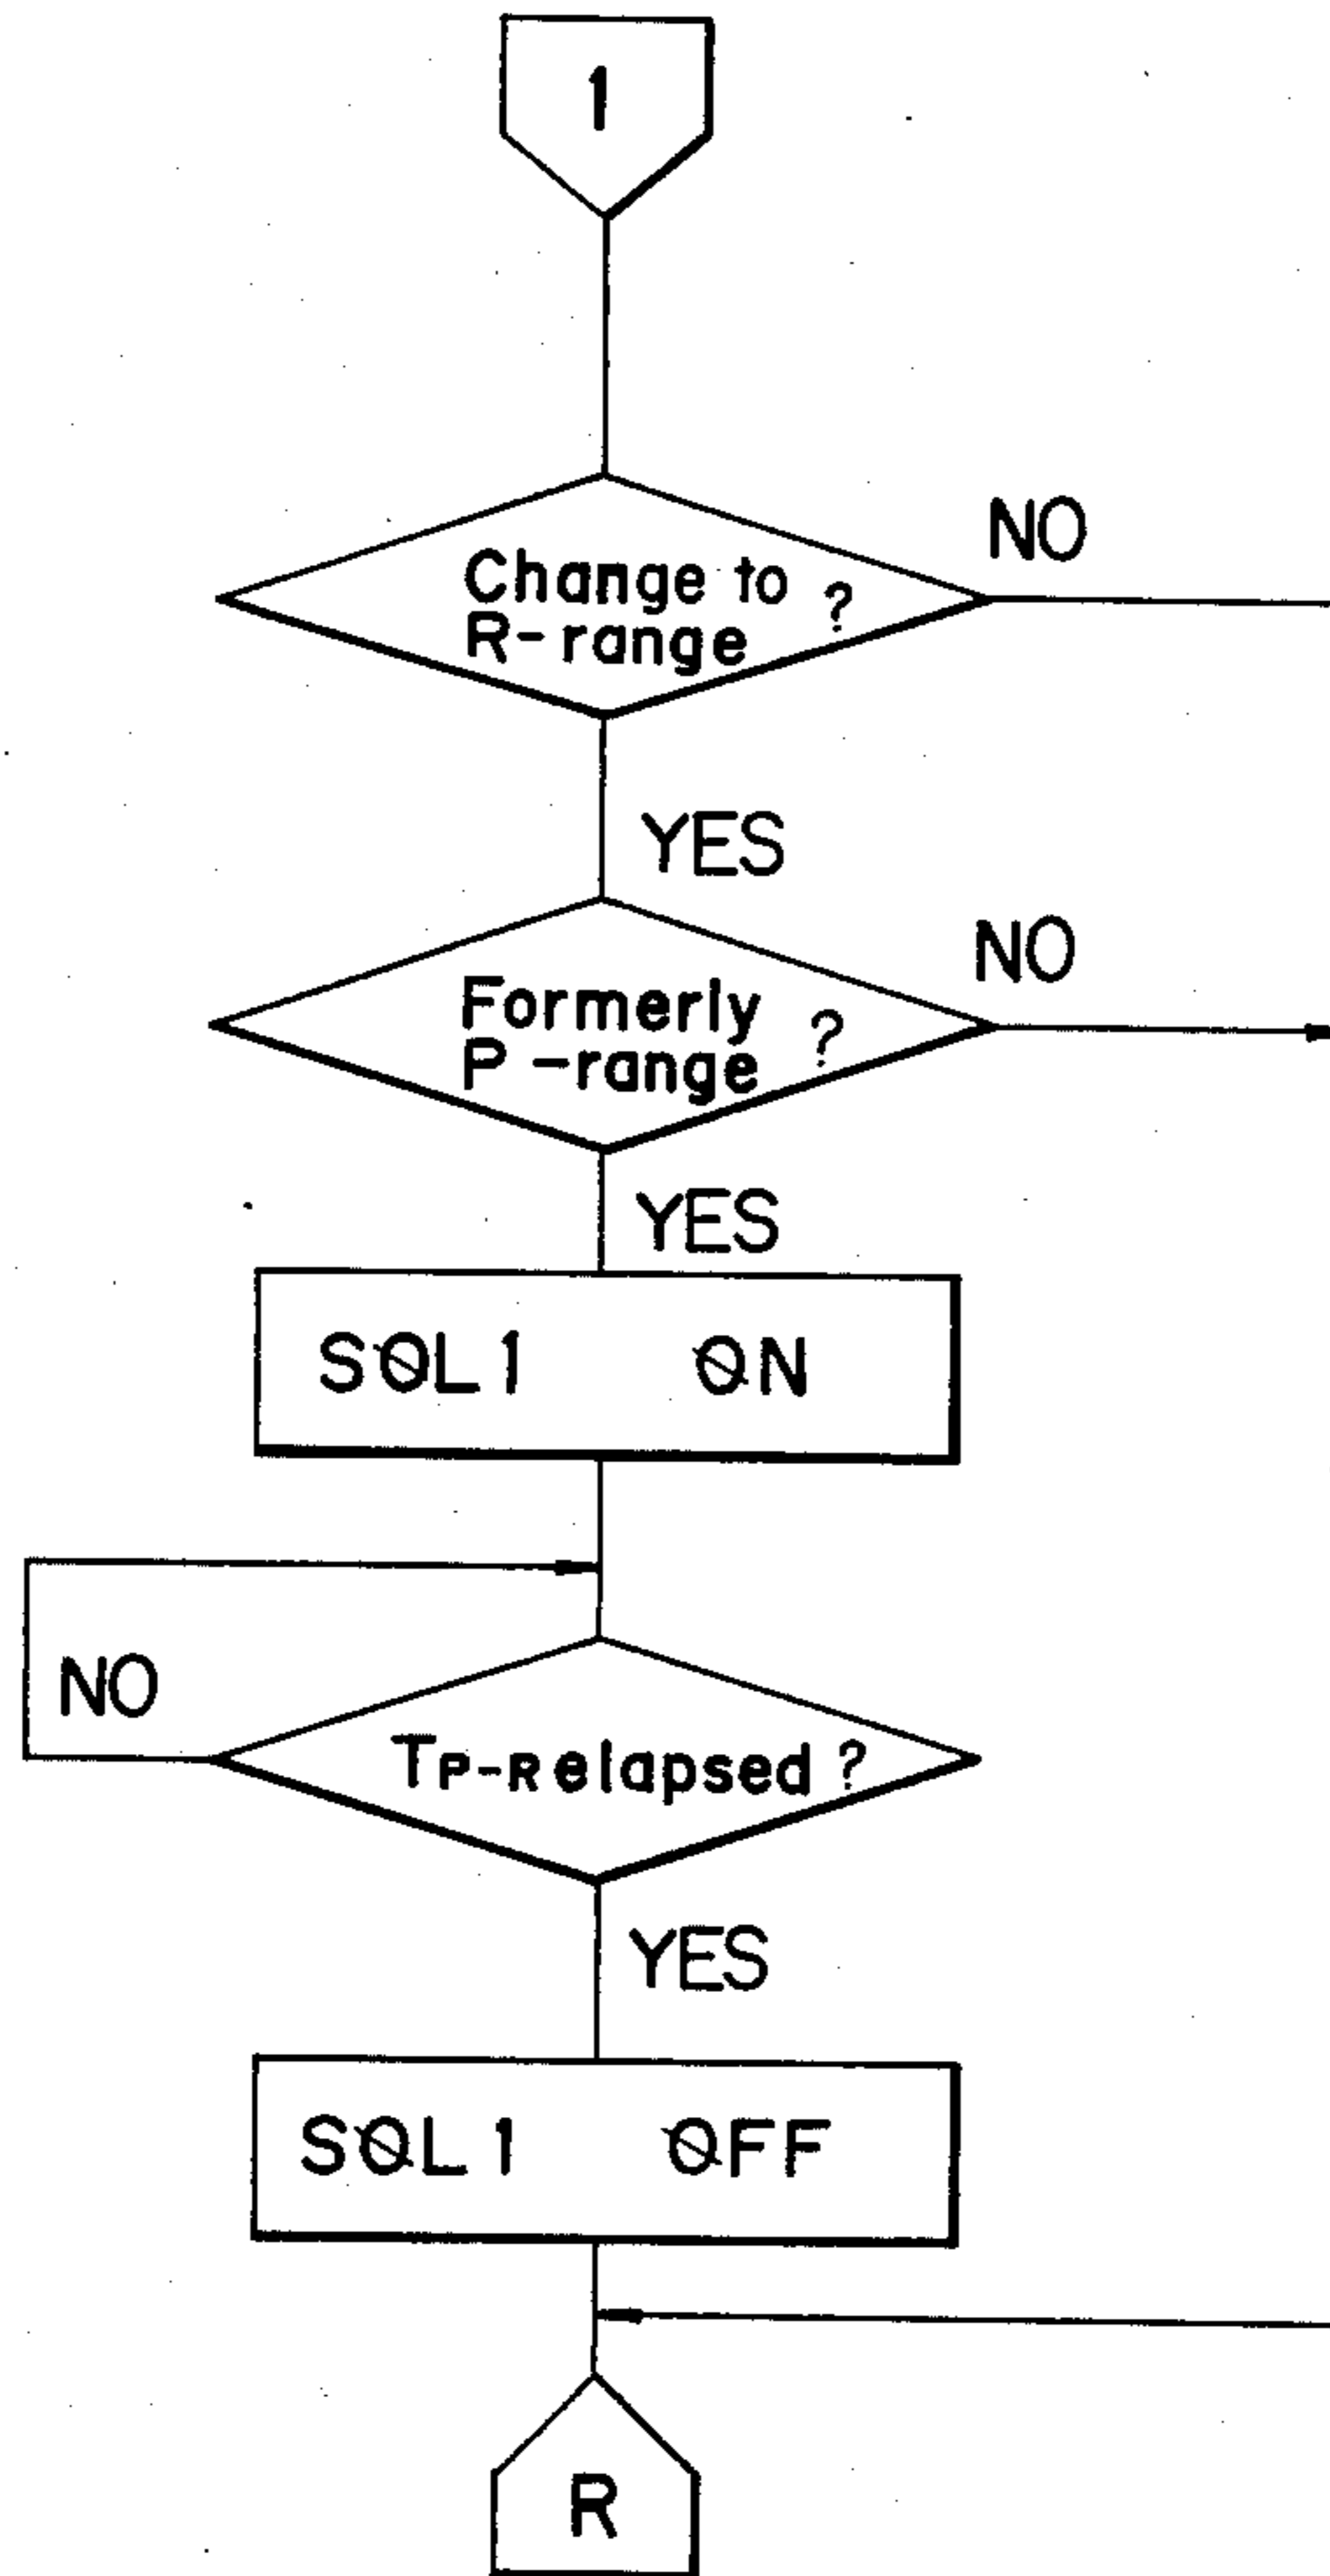 1
Change to
R-range ?
NO
YES
Formerly
P-range ?
NO
YES
SOL1 ON
NO
TP-R elapsed ?
YES
SOL1 OFF
R